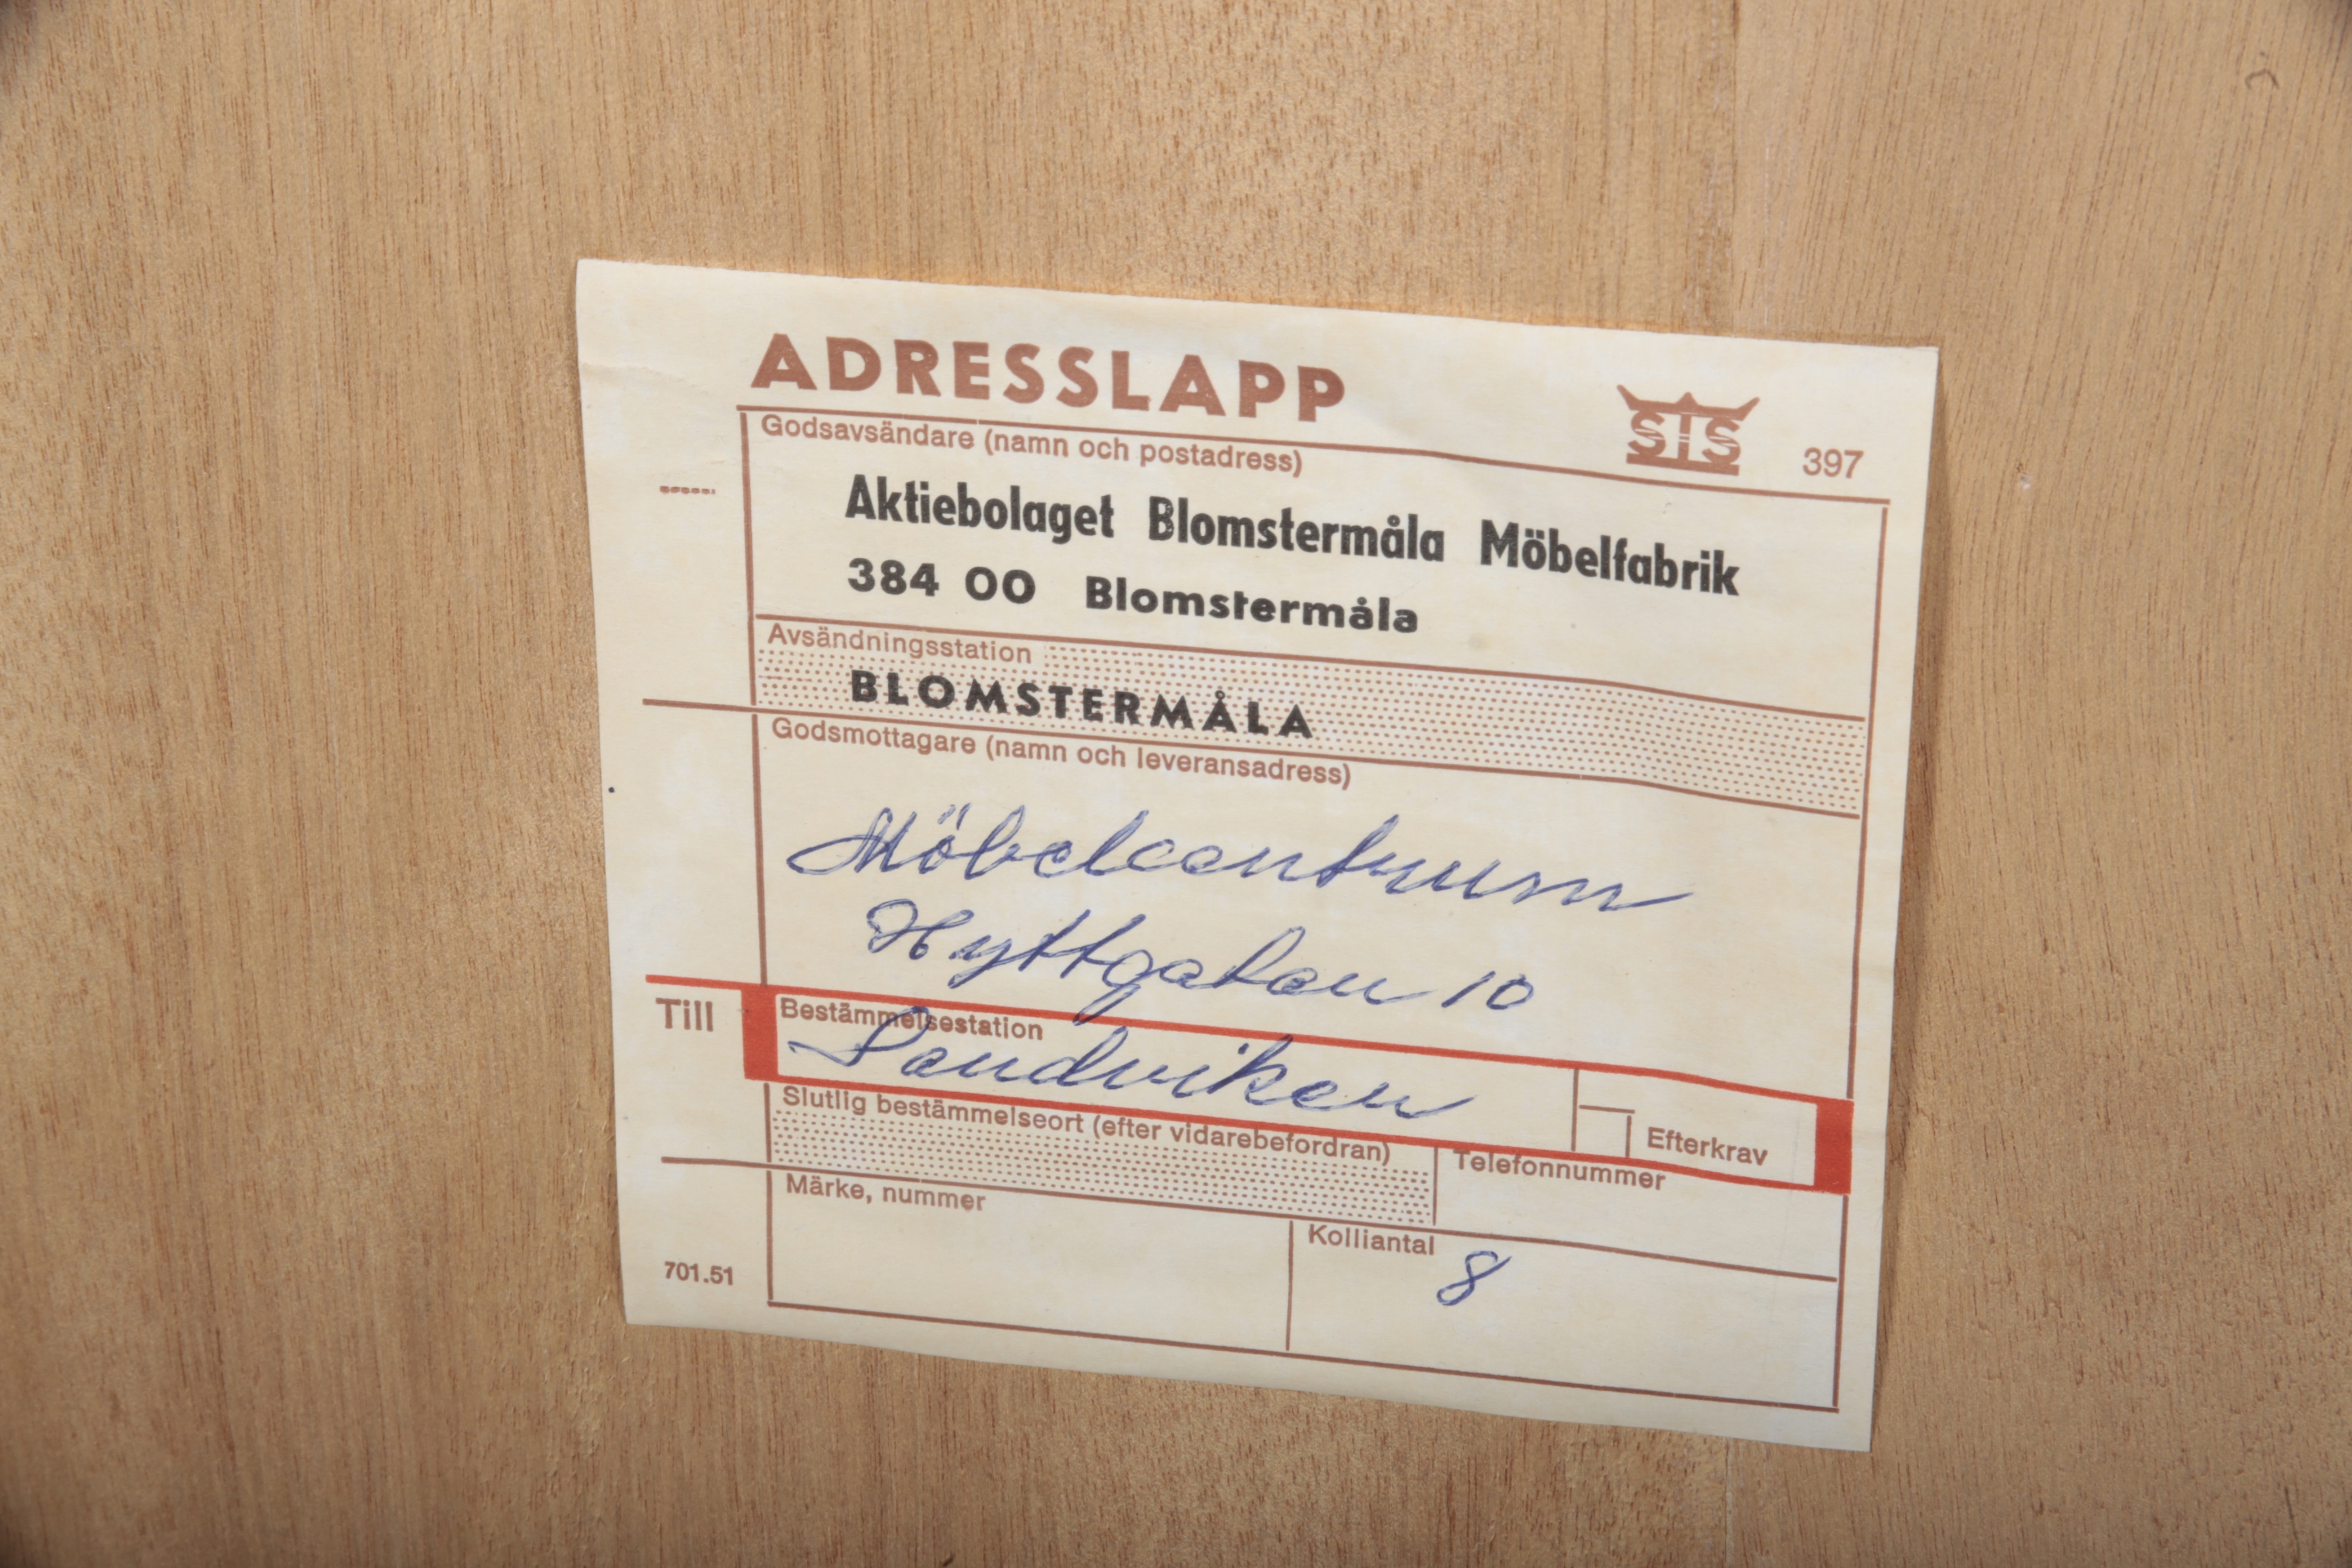 ADRESSLAPP
SIS 397
Godsavsändare (namn och postadress)
Aktiebolaget Blomstermåla Möbelfabrik
384 00 Blomstermåla
Avsändningsstation
BLOMSTERMÅLA
Godsmottagare (namn och leveransadress)
Möbelcentrum
Hyttgatan 10
Till
Bestämmelsestation
Sandviken
Efterkrav
Slutlig bestämmelseort (efter vidarebefordran)
Telefonnummer
Märke, nummer
Kolliantal 8
701.51